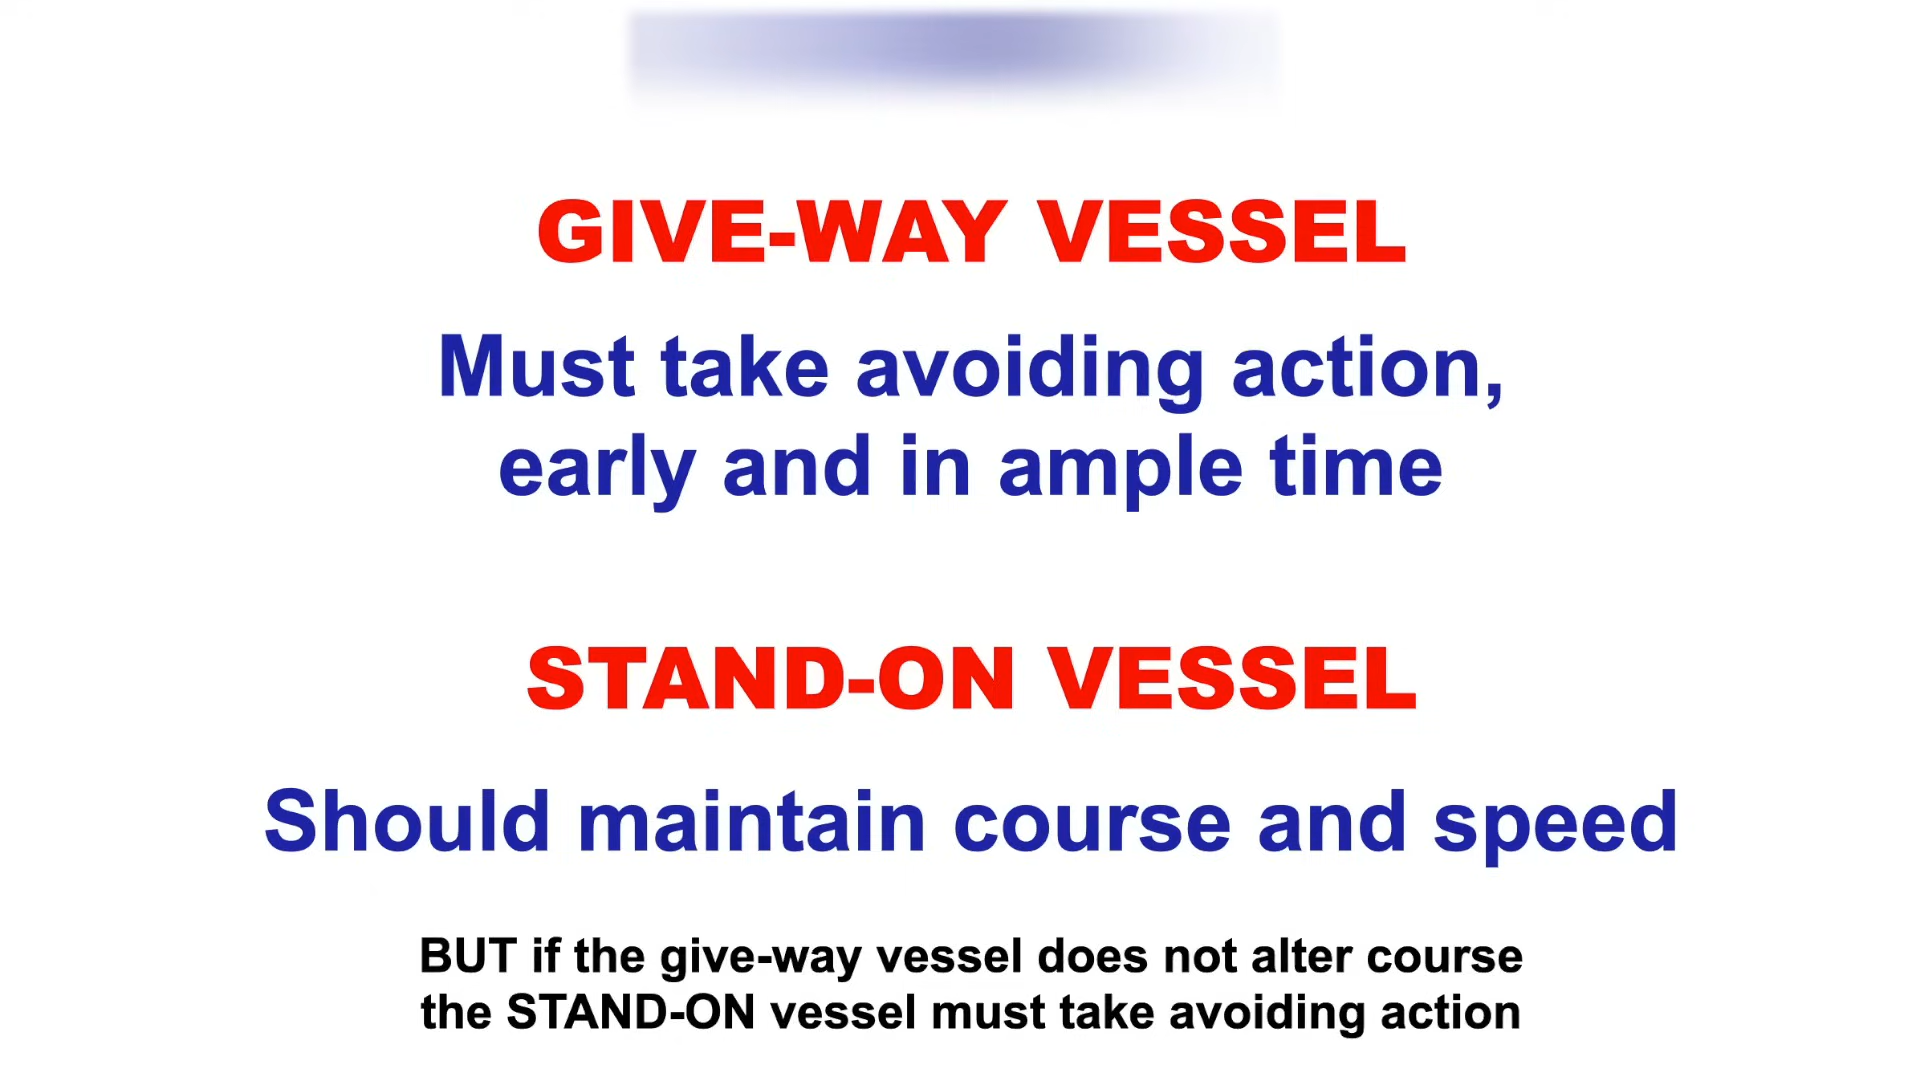 GIVE-WAY VESSEL
Must take avoiding action,
early and in ample time
STAND-ON VESSEL
Should maintain course and speed
BUT if the give-way vessel does not alter course
the STAND-ON vessel must take avoiding action